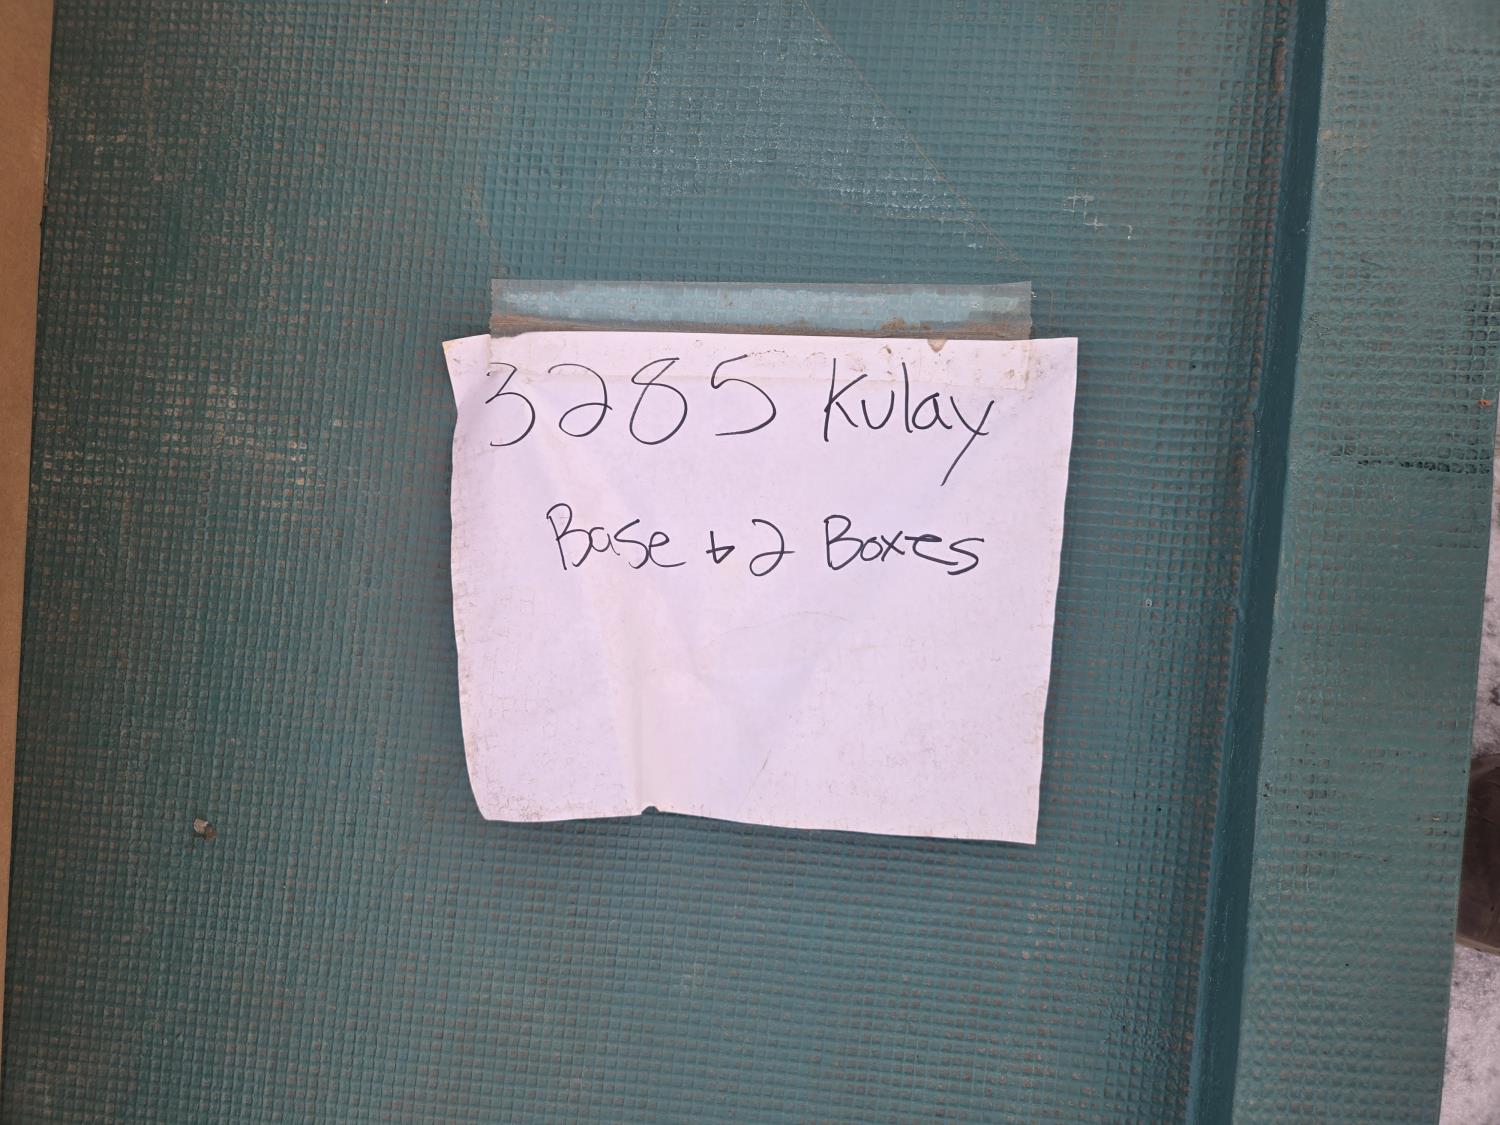 3285 Kulay
Base + 2 Boxes